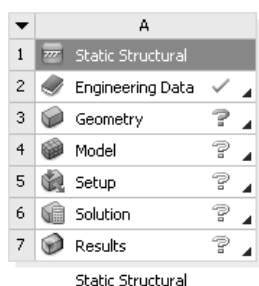 A
1 Static Structural
2 Engineering Data
3 Geometry
4 Model
5 Setup
6 Solution
7 Results
Static Structural